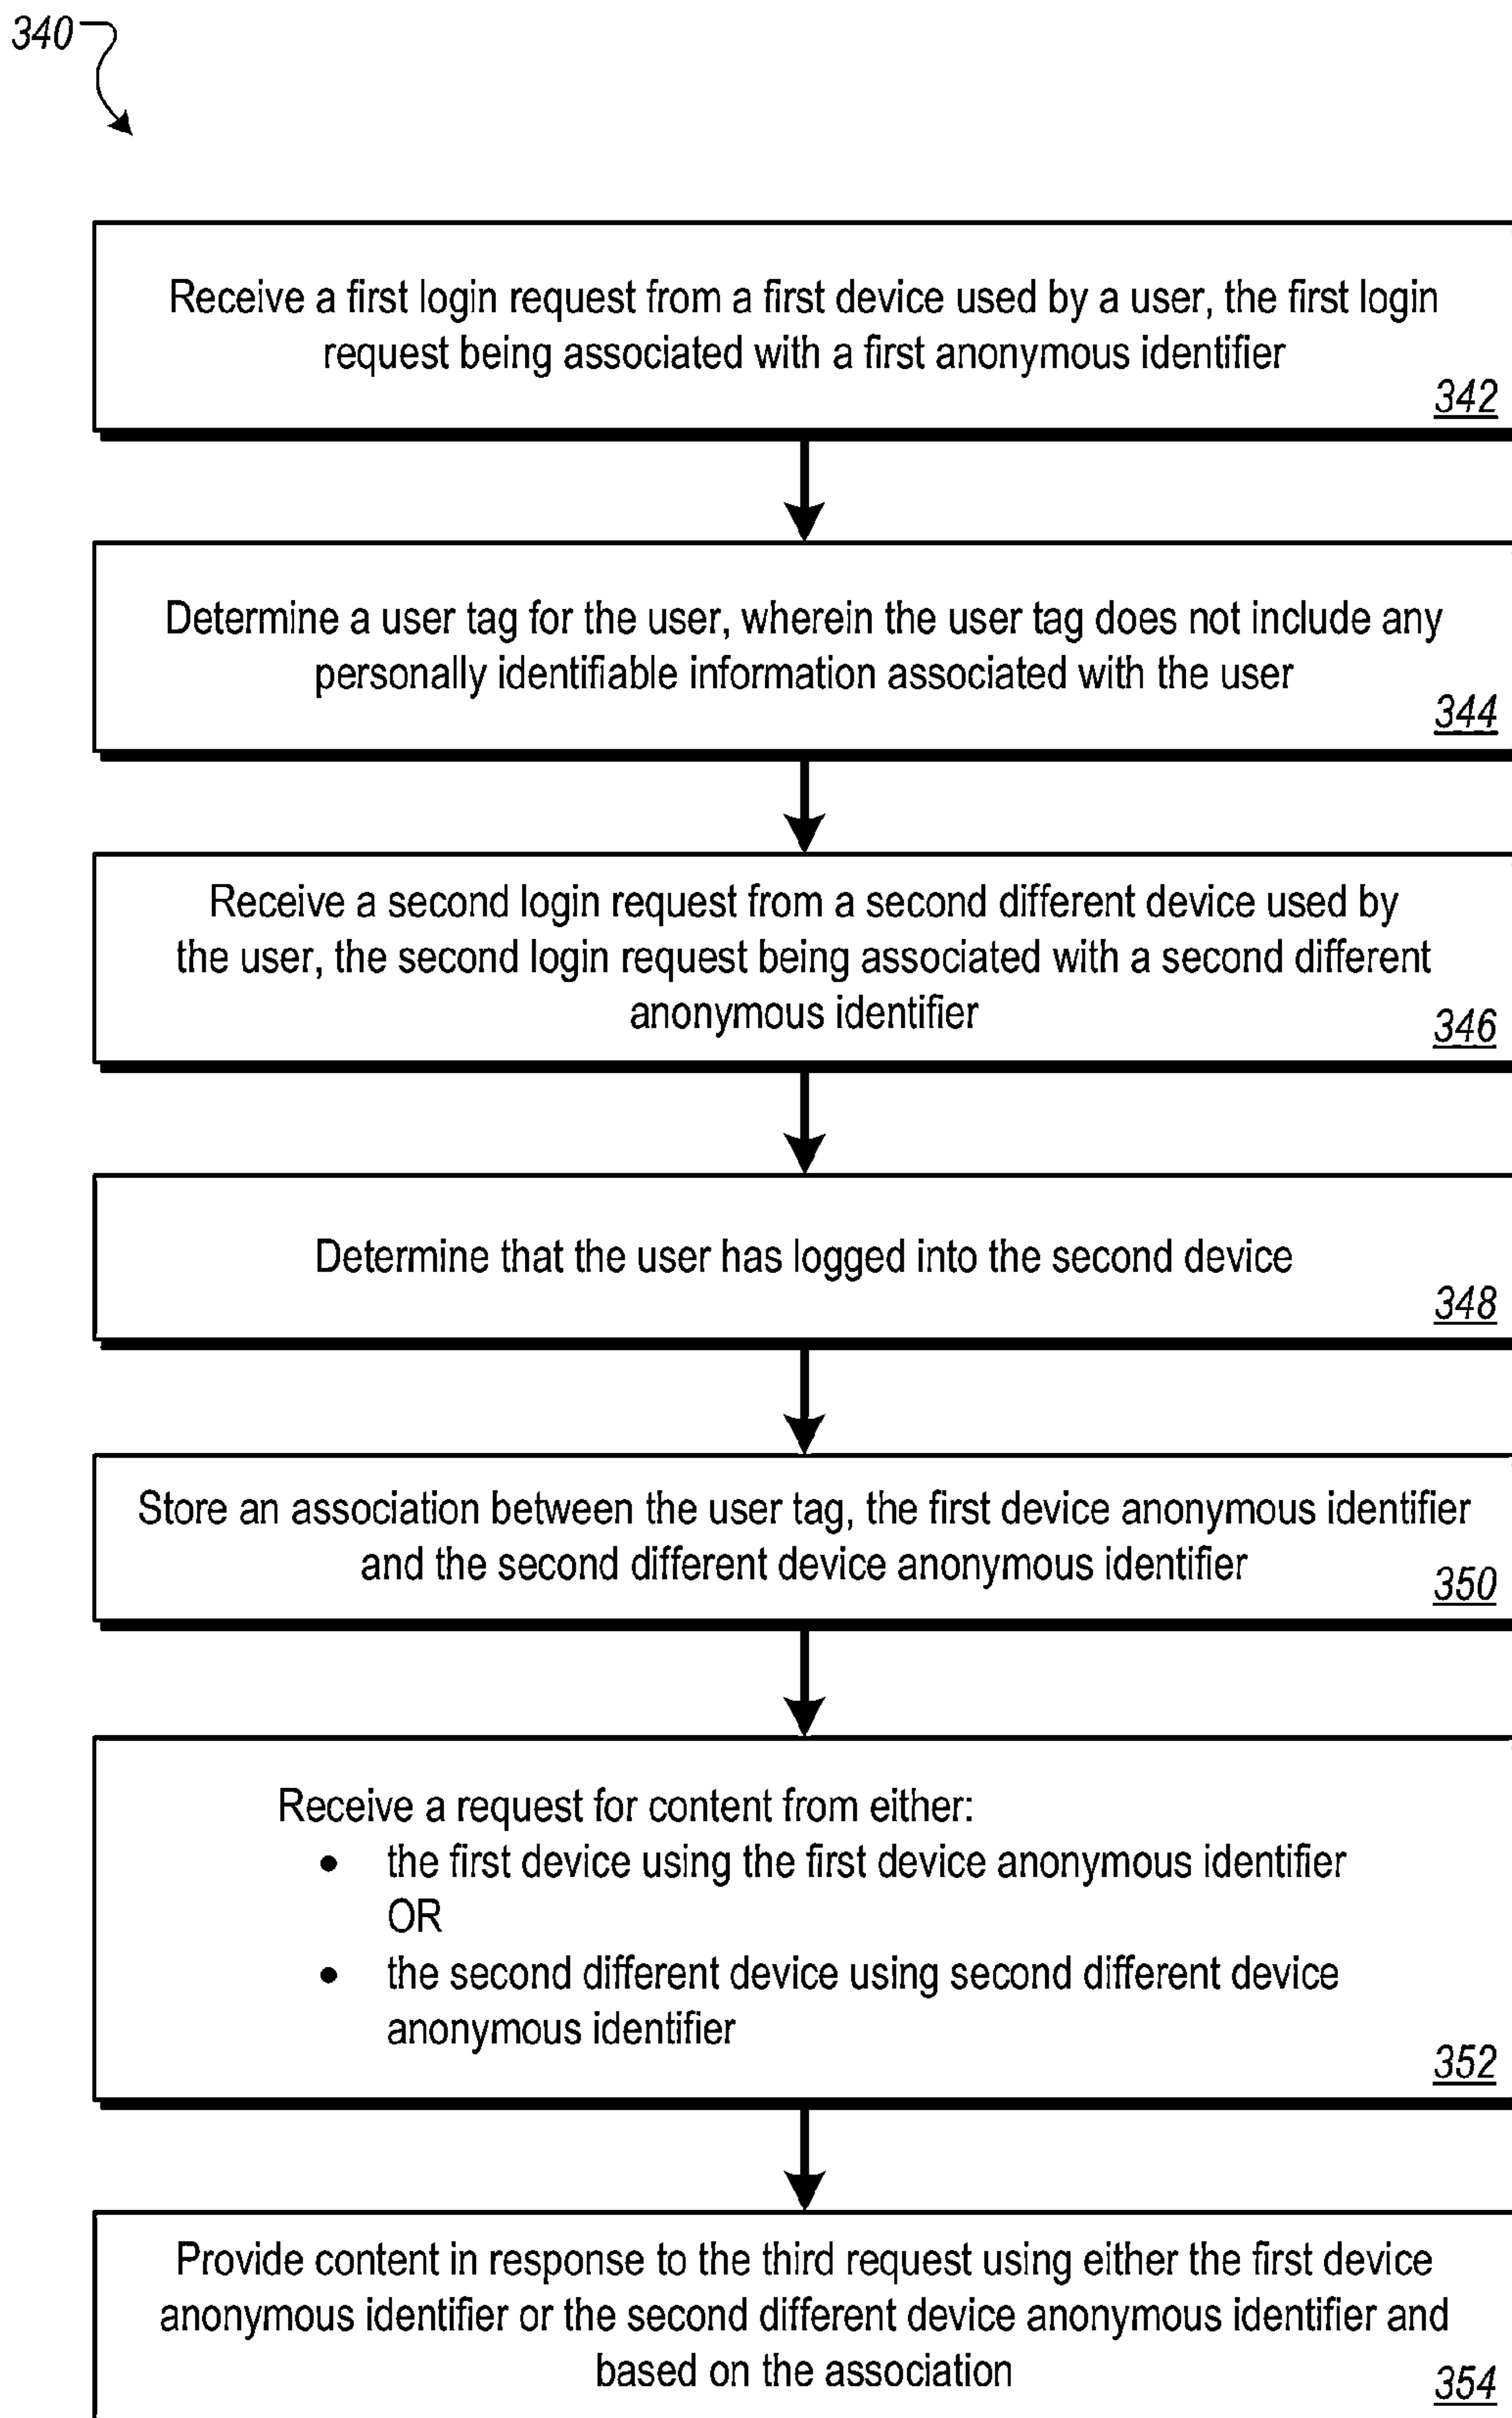 340
Receive a first login request from a first device used by a user, the first login
request being associated with a first anonymous identifier
342
Determine a user tag for the user, wherein the user tag does not include any
personally identifiable information associated with the user
344
Receive a second login request from a second different device used by
the user, the second login request being associated with a second different
anonymous identifier
346
Determine that the user has logged into the second device
348
Store an association between the user tag, the first device anonymous identifier
and the second different device anonymous identifier
350
Receive a request for content from either:
• the first device using the first device anonymous identifier
OR
• the second different device using second different device
anonymous identifier
352
Provide content in response to the third request using either the first device
anonymous identifier or the second different device anonymous identifier and
based on the association
354